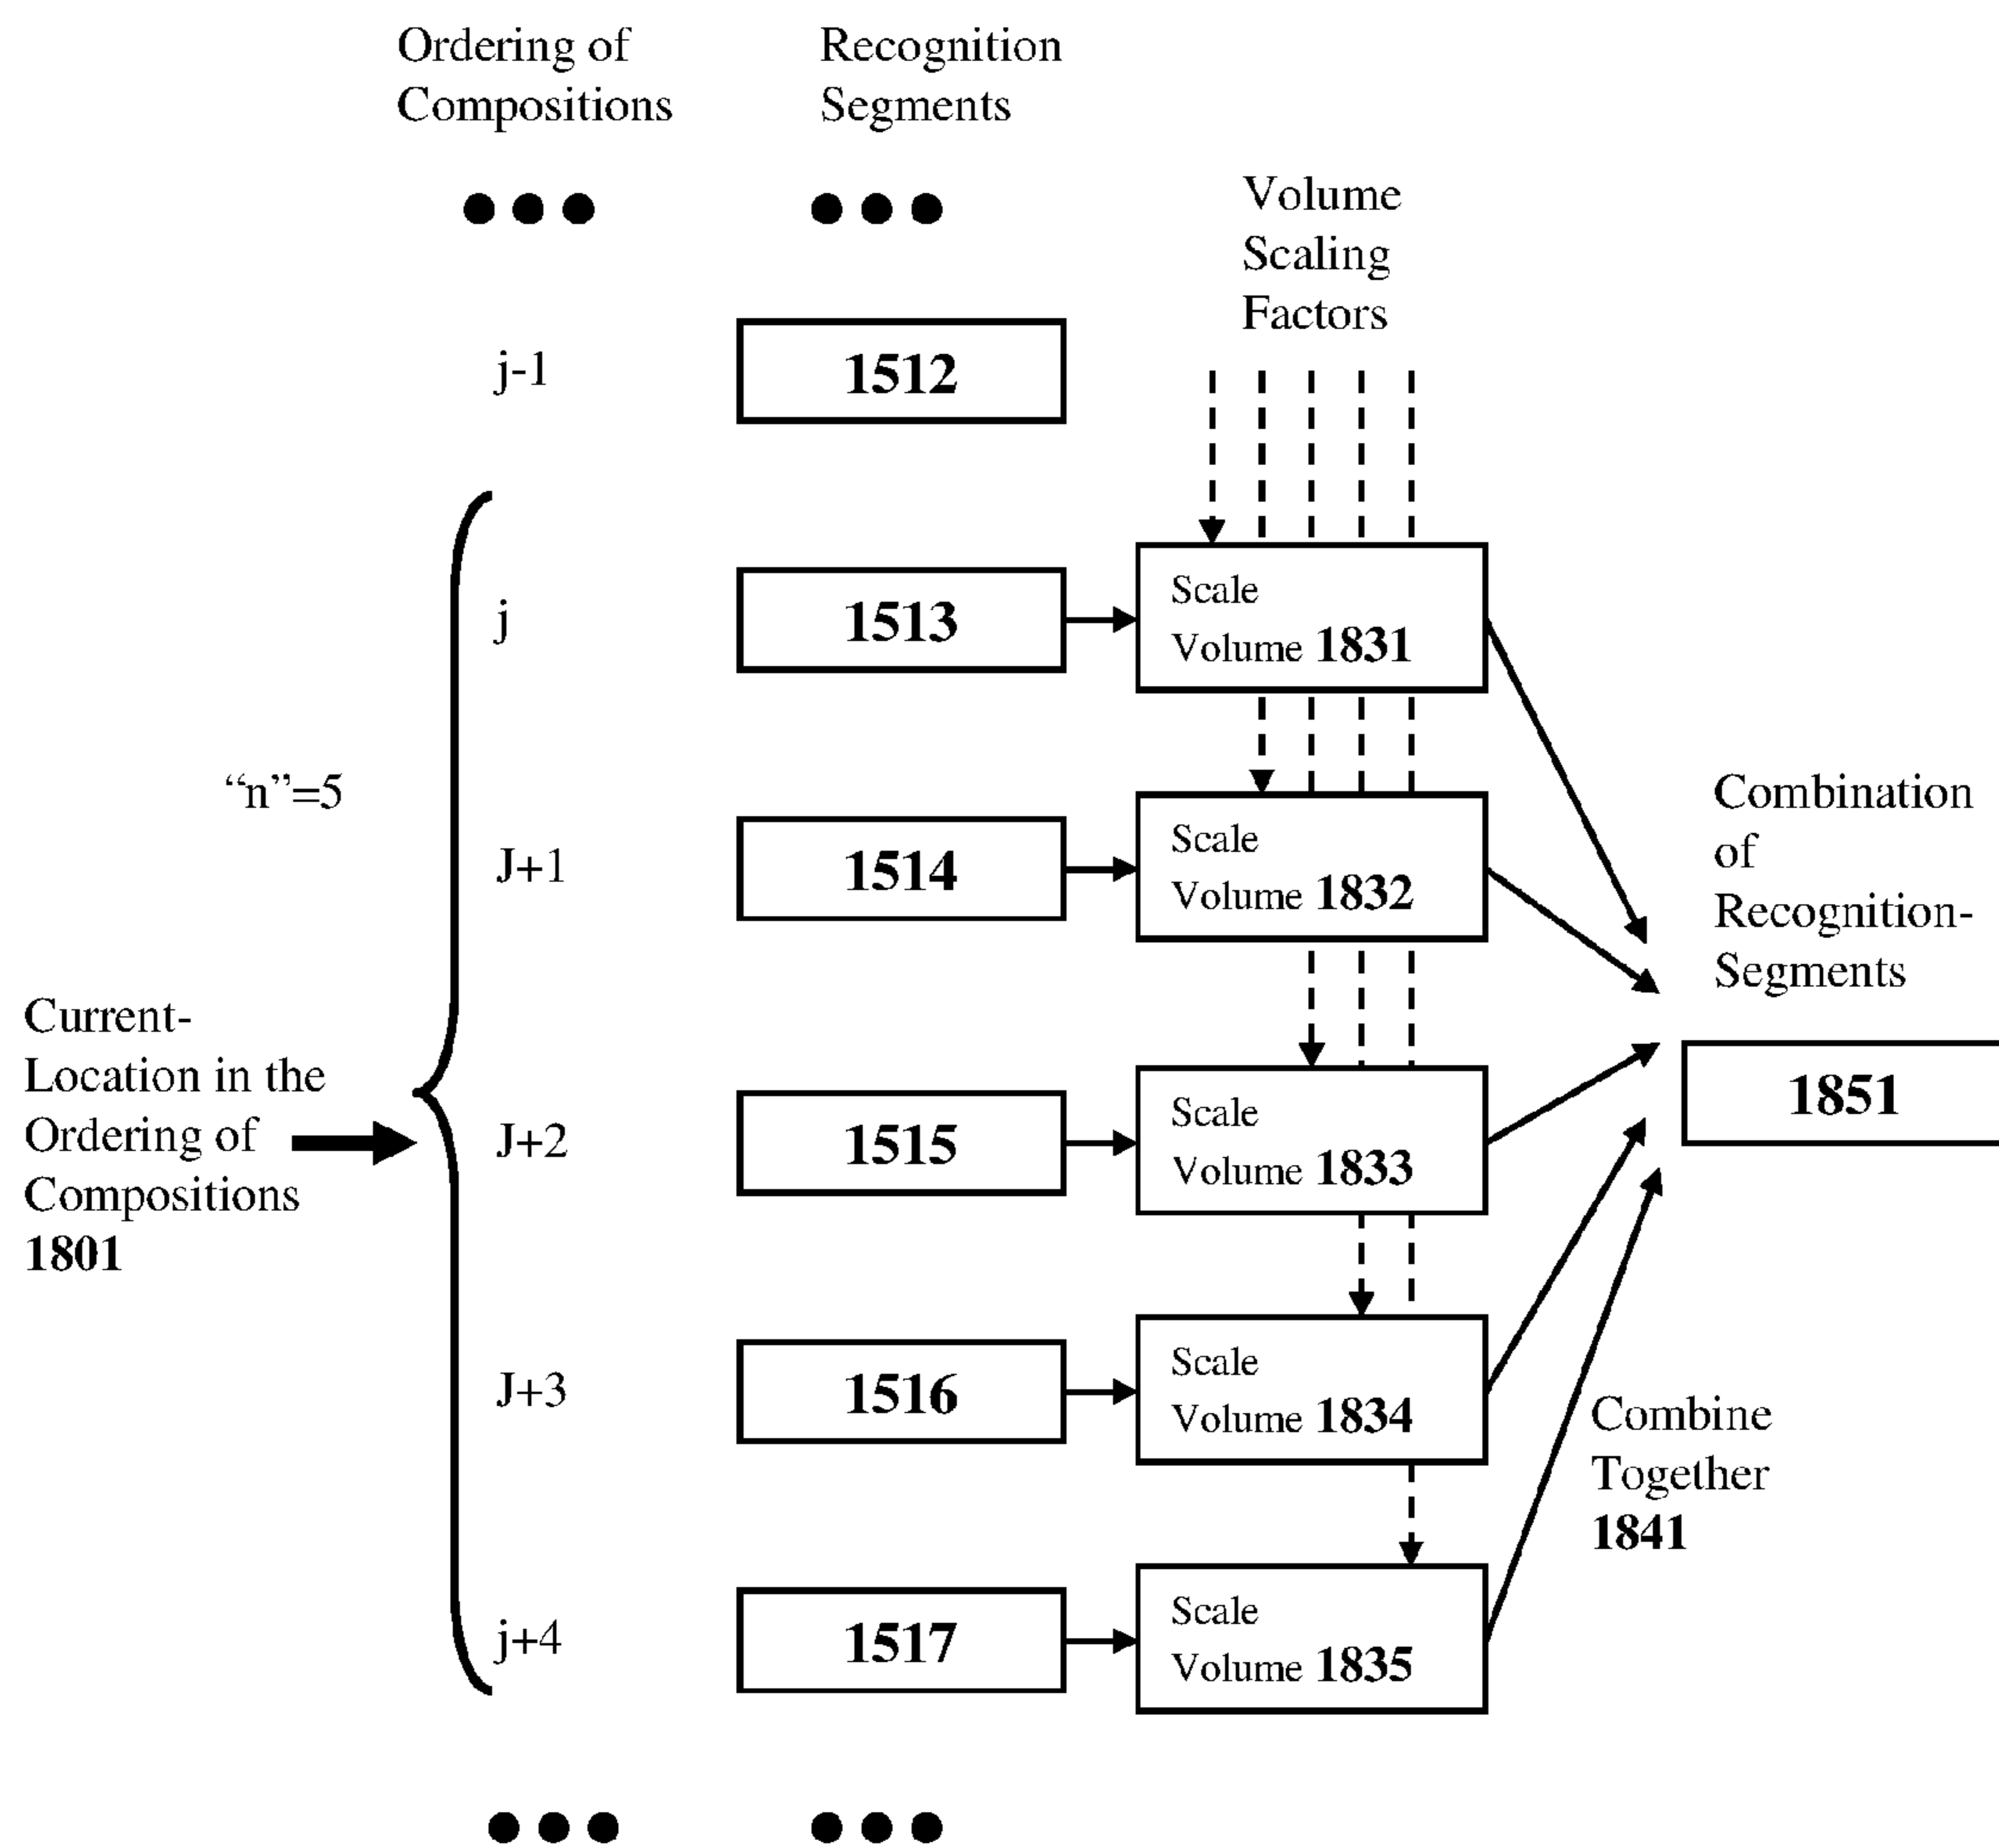 Ordering of
Compositions
Recognition
Segments
Volume
Scaling
Factors
j-1
1512
j
1513
Scale
Volume 1831
“n”=5
J+1
1514
Scale
Volume 1832
Combination
of
Recognition-
Segments
1851
Current-
Location in the
Ordering of
Compositions
1801
J+2
1515
Scale
Volume 1833
J+3
1516
Scale
Volume 1834
Combine
Together
1841
j+4
1517
Scale
Volume 1835